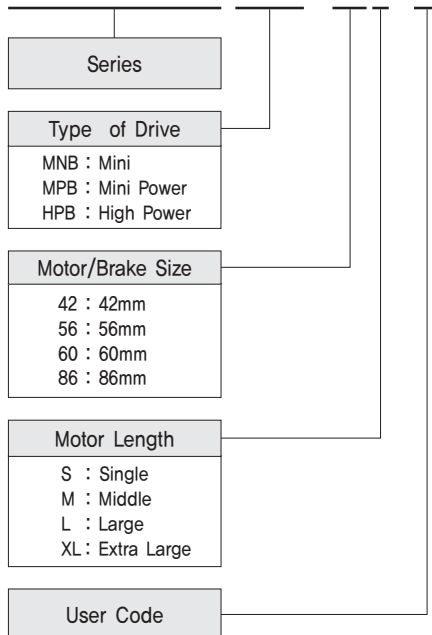 Series
Type of Drive
MNB : Mini
MPB : Mini Power
HPB : High Power
Motor/Brake Size
42 : 42mm
56 : 56mm
60 : 60mm
86 : 86mm
Motor Length
S : Single
M : Middle
L : Large
XL : Extra Large
User Code